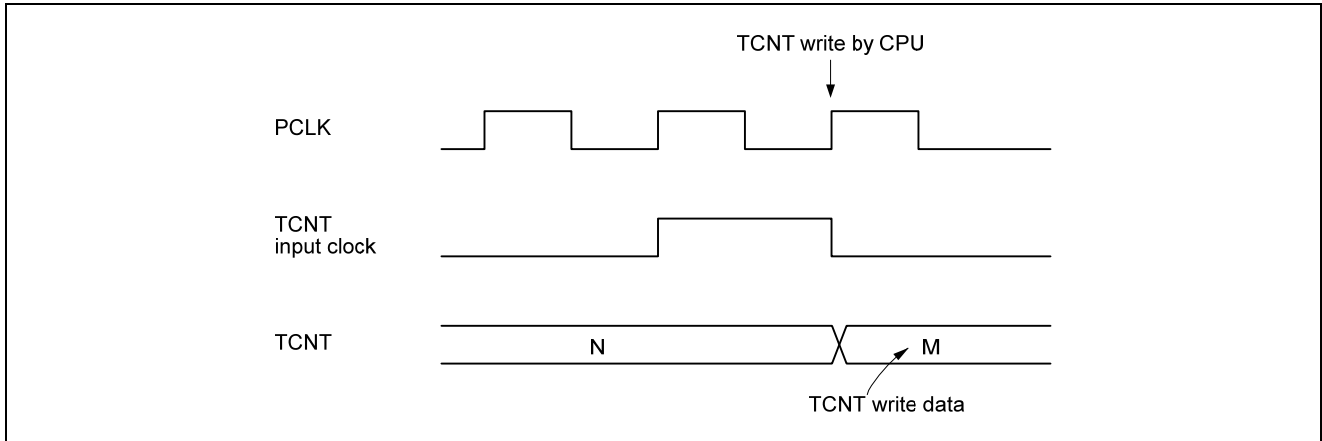 TCNT write by CPU
PCLK
TCNT
input clock
TCNT
N
M
TCNT write data